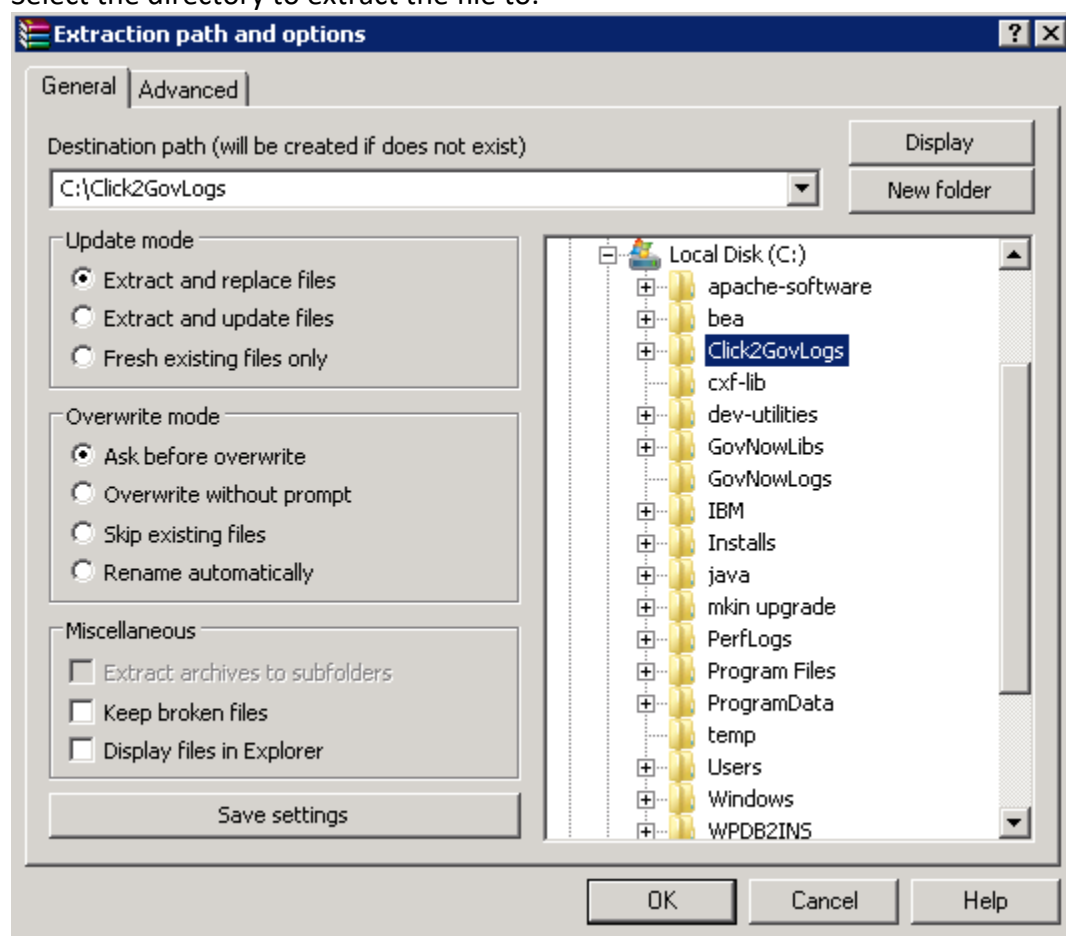 Select the directory to extract the file to.
Extraction path and options
General
Advanced
Destination path (will be created if does not exist)
Display
C:\Click2GovLogs
New folder
Update mode
Extract and replace files
Extract and update files
Fresh existing files only
Overwrite mode
Ask before overwrite
Overwrite without prompt
Skip existing files
Rename automatically
Miscellaneous
Extract archives to subfolders
Keep broken files
Display files in Explorer
Save settings
Local Disk (C:)
apache-software
bea
Click2GovLogs
cxf-lib
dev-utilities
GovNowLibs
GovNowLogs
IBM
Installs
java
mkin upgrade
PerfLogs
Program Files
ProgramData
temp
Users
Windows
WPDB2INS
OK
Cancel
Help